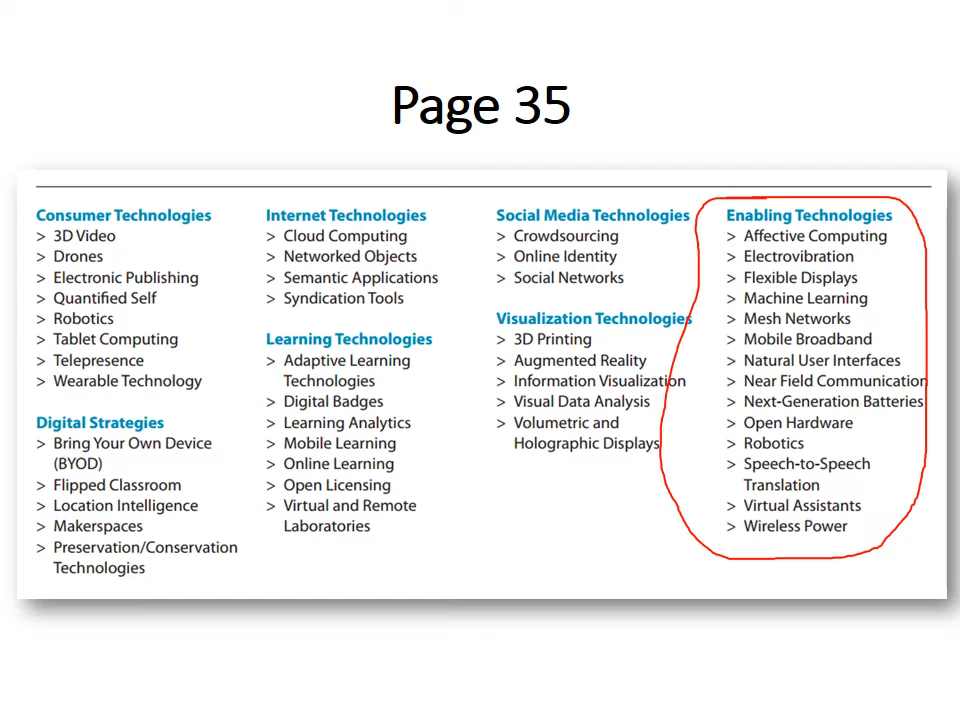 Page 35
Consumer Technologies
> 3D Video
> Drones
> Electronic Publishing
> Quantified Self
> Robotics
> Tablet Computing
> Telepresence
> Wearable Technology
Digital Strategies
> Bring Your Own Device
(BYOD)
> Flipped Classroom
> Location Intelligence
> Makerspaces
> Preservation/Conservation
Technologies
Internet Technologies
> Cloud Computing
> Networked Objects
> Semantic Applications
> Syndication Tools
Learning Technologies
> Adaptive Learning
Technologies
> Digital Badges
> Learning Analytics
> Mobile Learning
> Online Learning
> Open Licensing
> Virtual and Remote
Laboratories
Social Media Technologies
> Crowdsourcing
> Online Identity
> Social Networks
Visualization Technologies
> 3D Printing
> Augmented Reality
> Information Visualization
> Visual Data Analysis
> Volumetric and
Holographic Displays
Enabling Technologies
> Affective Computing
> Electrovibration
> Flexible Displays
> Machine Learning
> Mesh Networks
> Mobile Broadband
> Natural User Interfaces
> Near Field Communication
> Next-Generation Batteries
> Open Hardware
> Robotics
> Speech-to-Speech
Translation
> Virtual Assistants
> Wireless Power